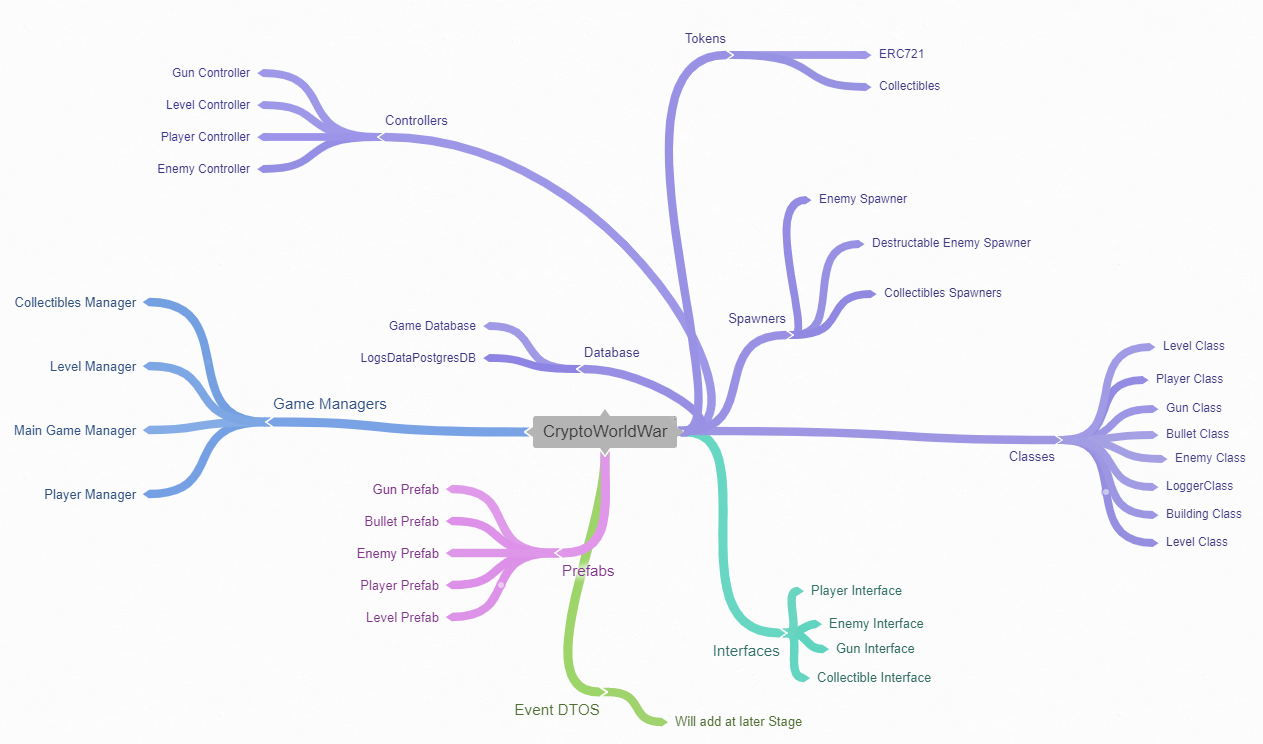 Tokens
ERC721
Collectibles
Controllers
Gun Controller
Level Controller
Player Controller
Enemy Controller
Spawners
Enemy Spawner
Destructable Enemy Spawner
Collectibles Spawners
Database
Game Database
LogsDataPostgresDB
Game Managers
Collectibles Manager
Level Manager
Main Game Manager
Player Manager
CryptoWorldWar
Classes
Level Class
Player Class
Gun Class
Bullet Class
Enemy Class
LoggerClass
Building Class
Level Class
Prefabs
Gun Prefab
Bullet Prefab
Enemy Prefab
Player Prefab
Level Prefab
Interfaces
Player Interface
Enemy Interface
Gun Interface
Collectible Interface
Event DTOS
Will add at later Stage